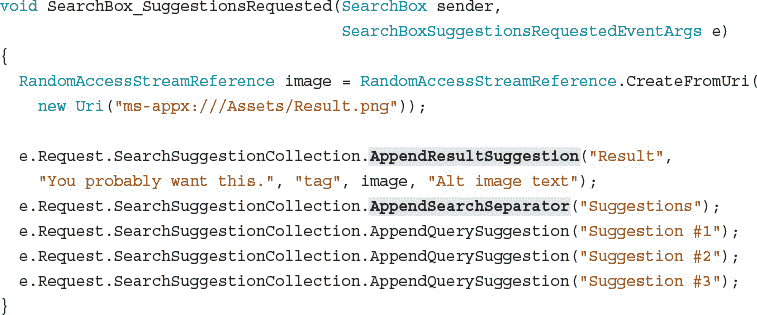 void SearchBox_SuggestionsRequested(SearchBox sender,
                                  SearchBoxSuggestionsRequestedEventArgs e)
{
  RandomAccessStreamReference image = RandomAccessStreamReference.CreateFromUri(
    new Uri("ms-appx:///Assets/Result.png"));

  e.Request.SearchSuggestionCollection.AppendResultSuggestion("Result",
    "You probably want this.", "tag", image, "Alt image text");
  e.Request.SearchSuggestionCollection.AppendSearchSeparator("Suggestions");
  e.Request.SearchSuggestionCollection.AppendQuerySuggestion("Suggestion #1");
  e.Request.SearchSuggestionCollection.AppendQuerySuggestion("Suggestion #2");
  e.Request.SearchSuggestionCollection.AppendQuerySuggestion("Suggestion #3");
}